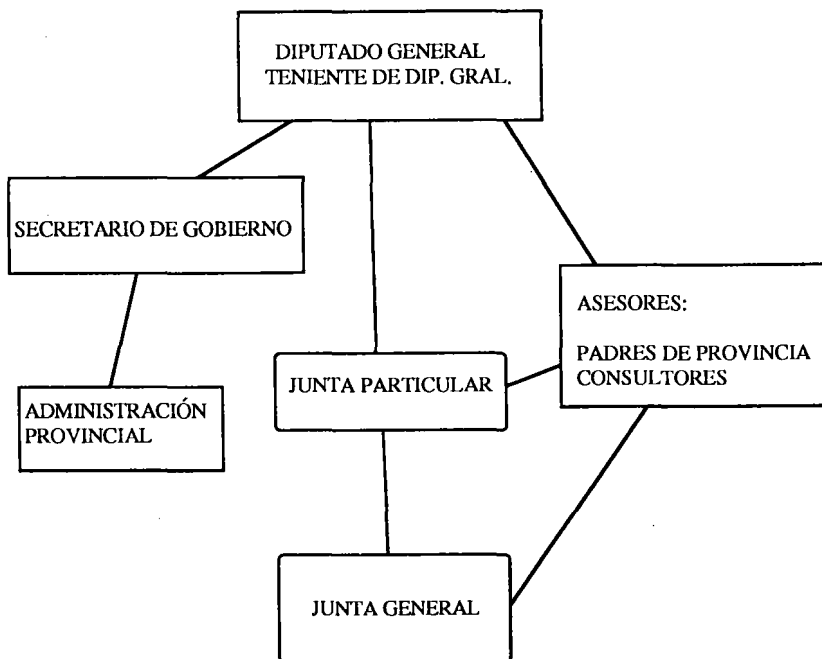 DIPUTADO GENERAL
TENIENTE DE DIP. GRAL.
SECRETARIO DE GOBIERNO
ASESORES:
PADRES DE PROVINCIA
CONSULTORES
JUNTA PARTICULAR
ADMINISTRACIÓN
PROVINCIAL
JUNTA GENERAL